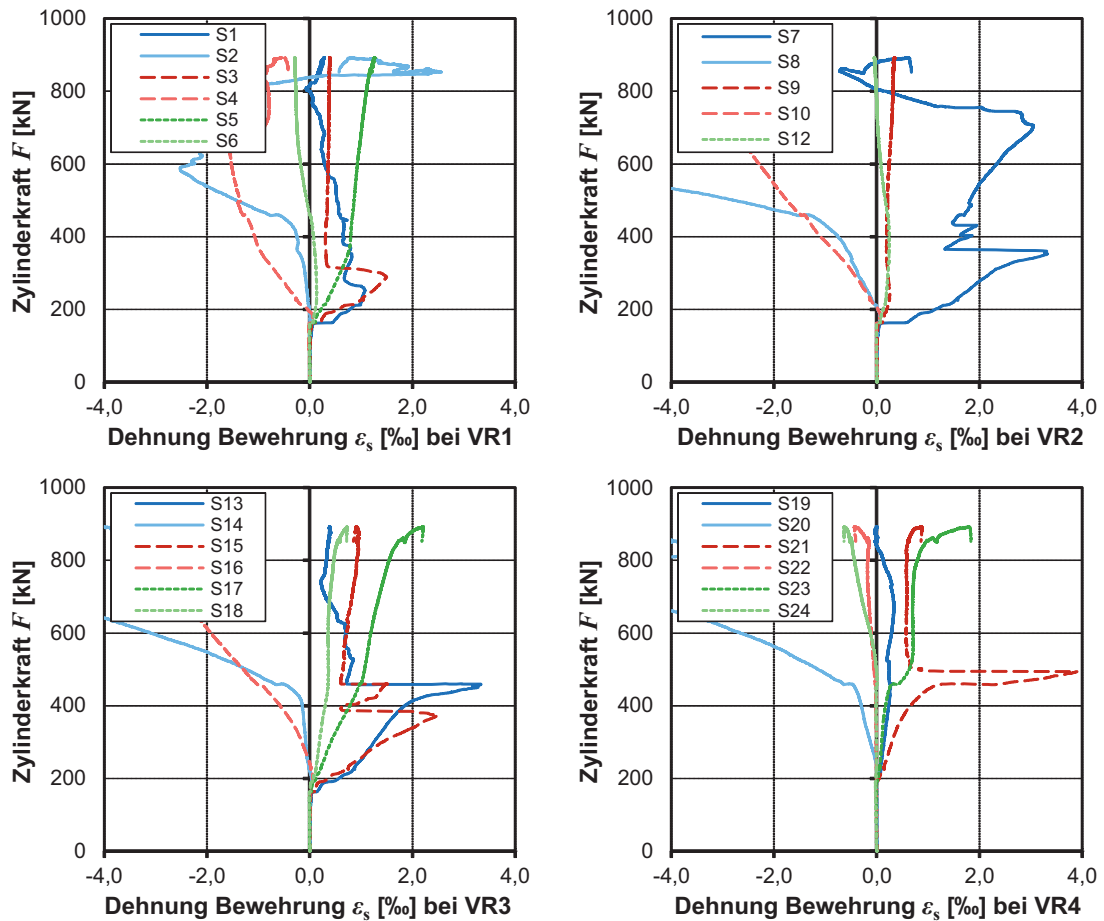 1000
800
600
400
200
0
Zylinderkraft F [kN]
S1
S2
S3
S4
S5
S6
-4,0 -2,0 0,0 2,0 4,0
Dehnung Bewehrung εs [‰] bei VR1
1000
800
600
400
200
0
Zylinderkraft F [kN]
S7
S8
S9
S10
S12
-4,0 -2,0 0,0 2,0 4,0
Dehnung Bewehrung εs [‰] bei VR2
1000
800
600
400
200
0
Zylinderkraft F [kN]
S13
S14
S15
S16
S17
S18
-4,0 -2,0 0,0 2,0 4,0
Dehnung Bewehrung εs [‰] bei VR3
1000
800
600
400
200
0
Zylinderkraft F [kN]
S19
S20
S21
S22
S23
S24
-4,0 -2,0 0,0 2,0 4,0
Dehnung Bewehrung εs [‰] bei VR4